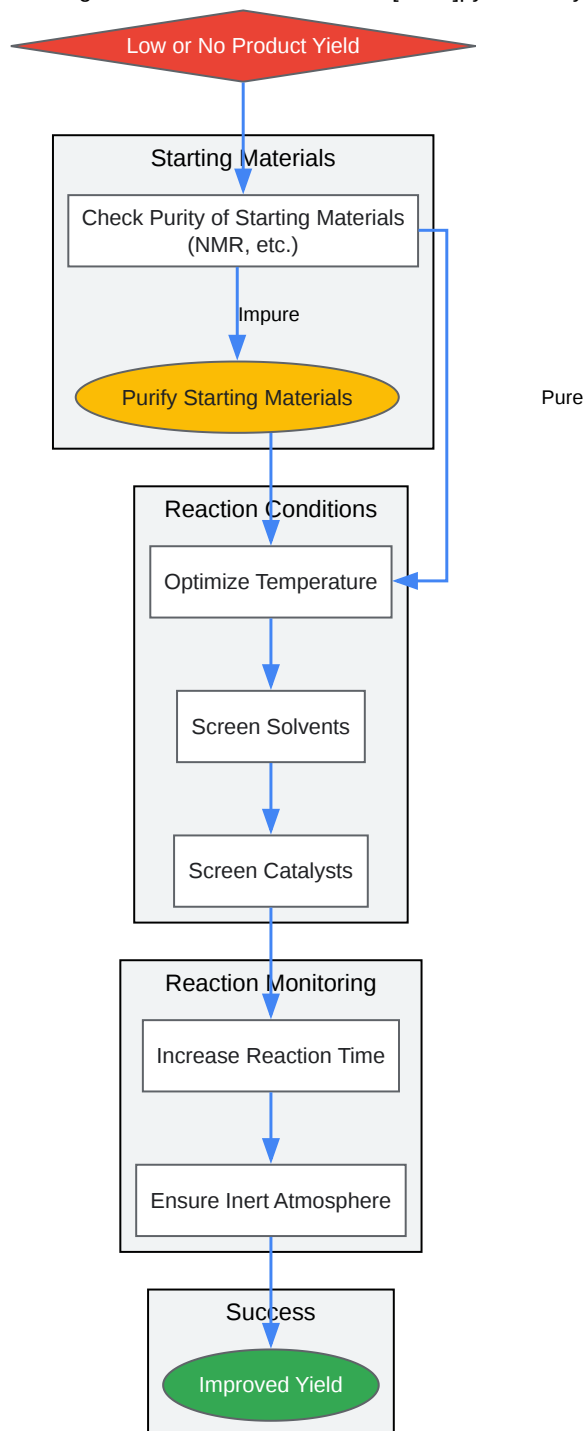 Low or No Product Yield
Starting Materials
Check Purity of Starting Materials
(NMR, etc.)
Impure
Purify Starting Materials
Pure
Reaction Conditions
Optimize Temperature
Screen Solvents
Screen Catalysts
Reaction Monitoring
Increase Reaction Time
Ensure Inert Atmosphere
Success
Improved Yield